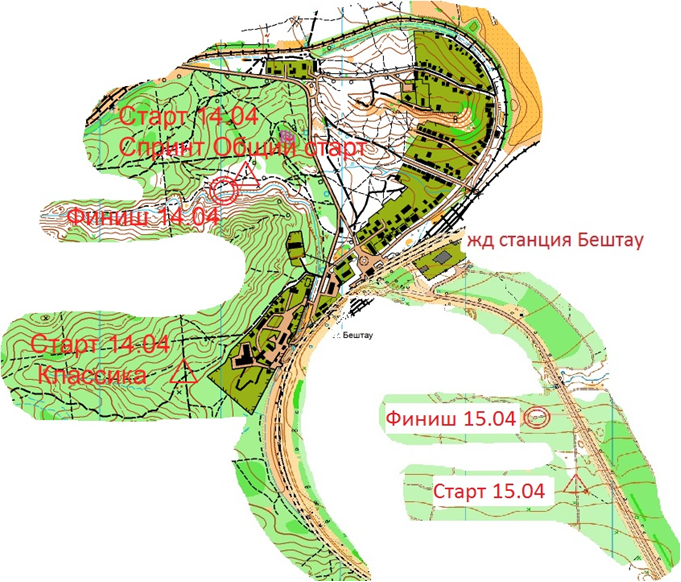 Старт 14.04
Спринт Общий старт
Финиш 14.04
жд станция Бештау
Бештау
Старт 14.04
Классика
Финиш 15.04
Старт 15.04